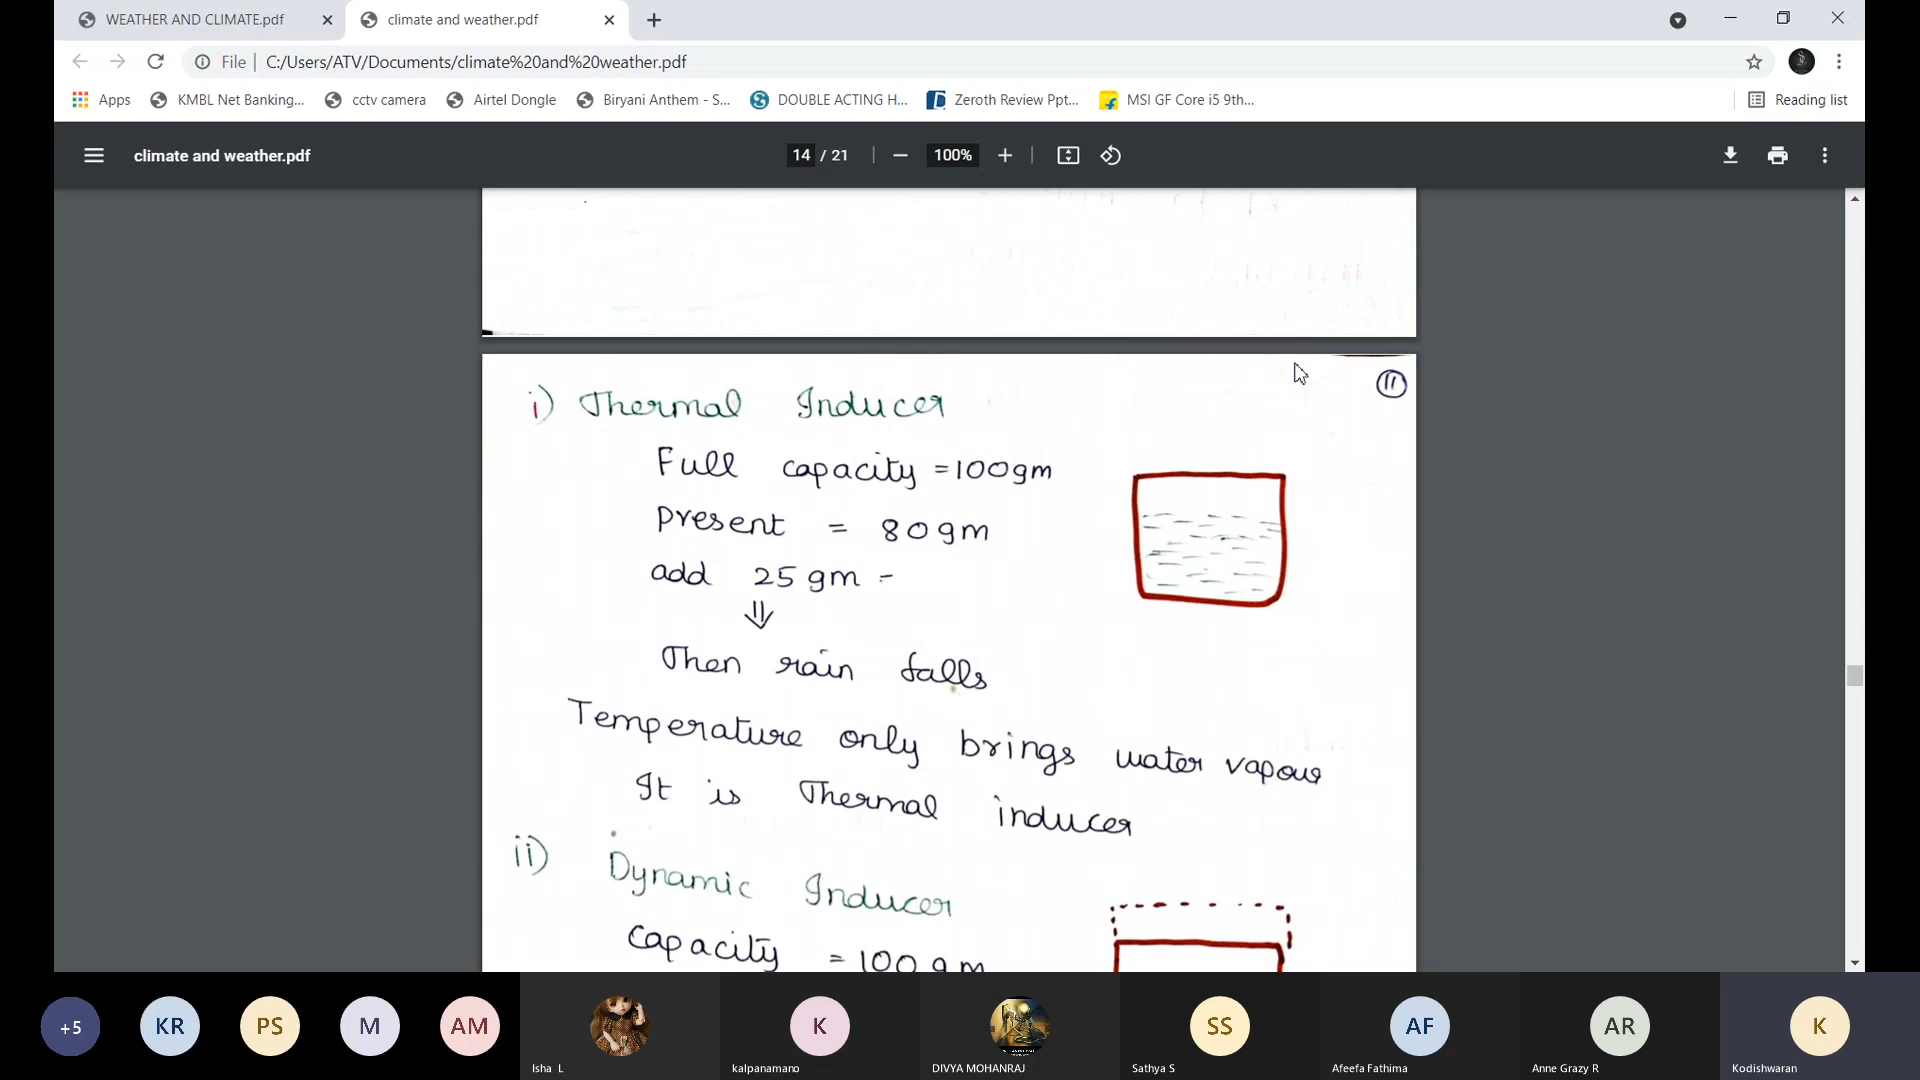 WEATHER AND CLIMATE.pdf
climate and weather.pdf
File
C:/Users/ATV/Documents/climate%20and%20weather.pdf
Apps
KMBL Net Banking...
cctv camera
Airtel Dongle
Biryani Anthem - S...
DOUBLE ACTING H...
Zeroth Review Ppt...
MSI GF Core i5 9th...
Reading list
climate and weather.pdf
14 / 21
100%
11
i) Thermal Inducer
Full capacity =100gm
Present = 80gm
add 25gm -
⇓
Then rain falls
Temperature only brings water vapour
It is Thermal inducer
ii) Dynamic Inducer
capacity = 100gm
+5
KR
PS
M
AM
Isha L
K
kalpanamano
DIVYA MOHANRAJ
SS
Sathya S
AF
Afeefa Fathima
AR
Anne Grazy R
K
Kodishwaran